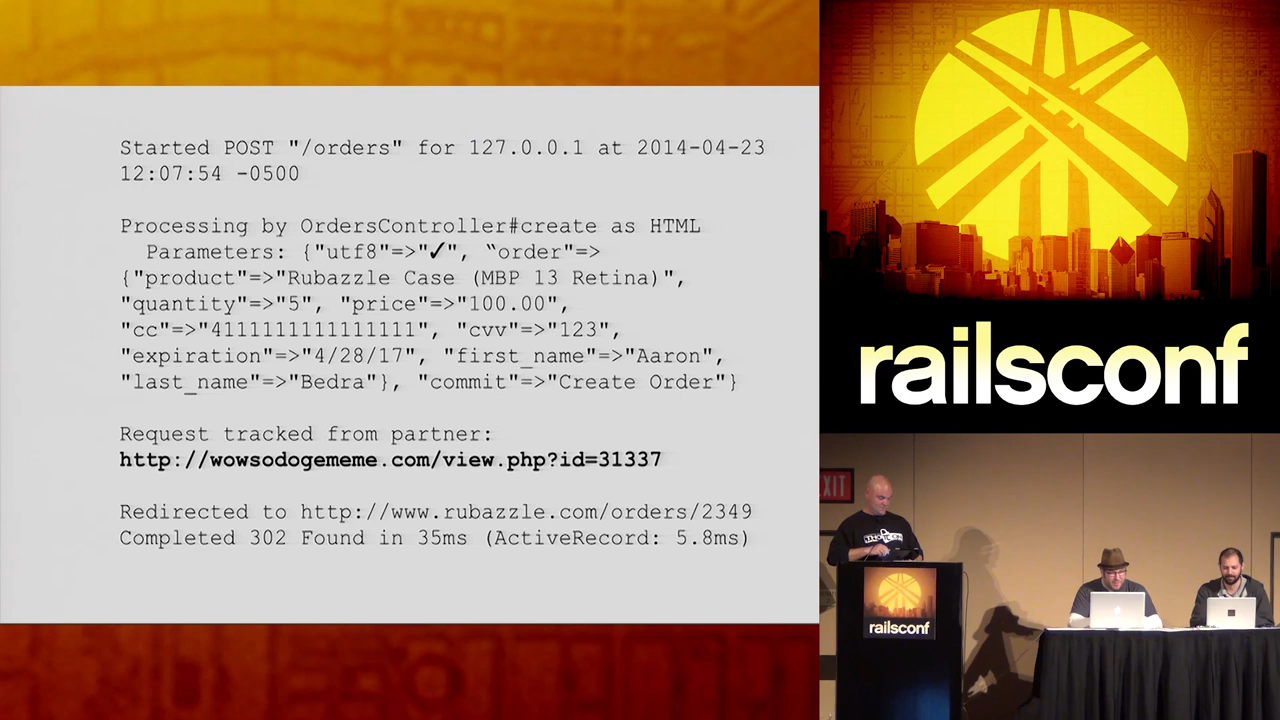 Started POST "/orders" for 127.0.0.1 at 2014-04-23
12:07:54 -0500
Processing by OrdersController#create as HTML
Parameters: {"utf8"=>"✓", “order"=>
{"product"=>"Rubazzle Case (MBP 13 Retina)",
"quantity"=>"5", "price"=>"100.00",
"cc"=>"4111111111111111", "cvv"=>"123",
"expiration"=>"4/28/17", "first_name"=>"Aaron",
"last_name"=>"Bedra"}, "commit"=>"Create Order"}
Request tracked from partner:
http://wowsodogememe.com/view.php?id=31337
Redirected to http://www.rubazzle.com/orders/2349
Completed 302 Found in 35ms (ActiveRecord: 5.8ms)
railsconf
EXIT
railsconf